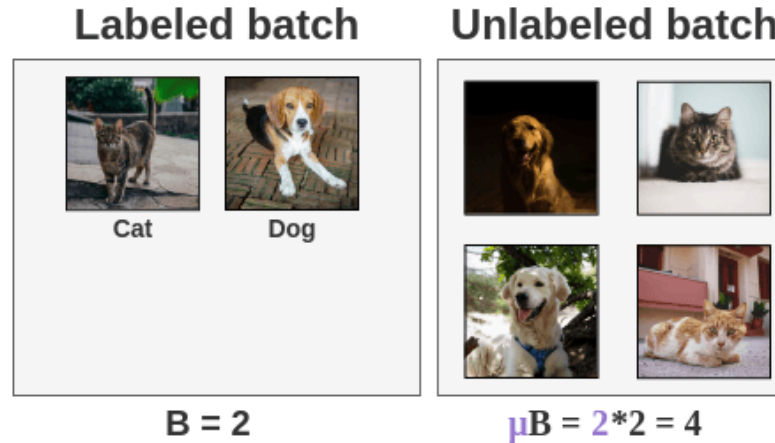 Labeled batch
Unlabeled batch
Cat
Dog
B = 2
μB = 2*2 = 4